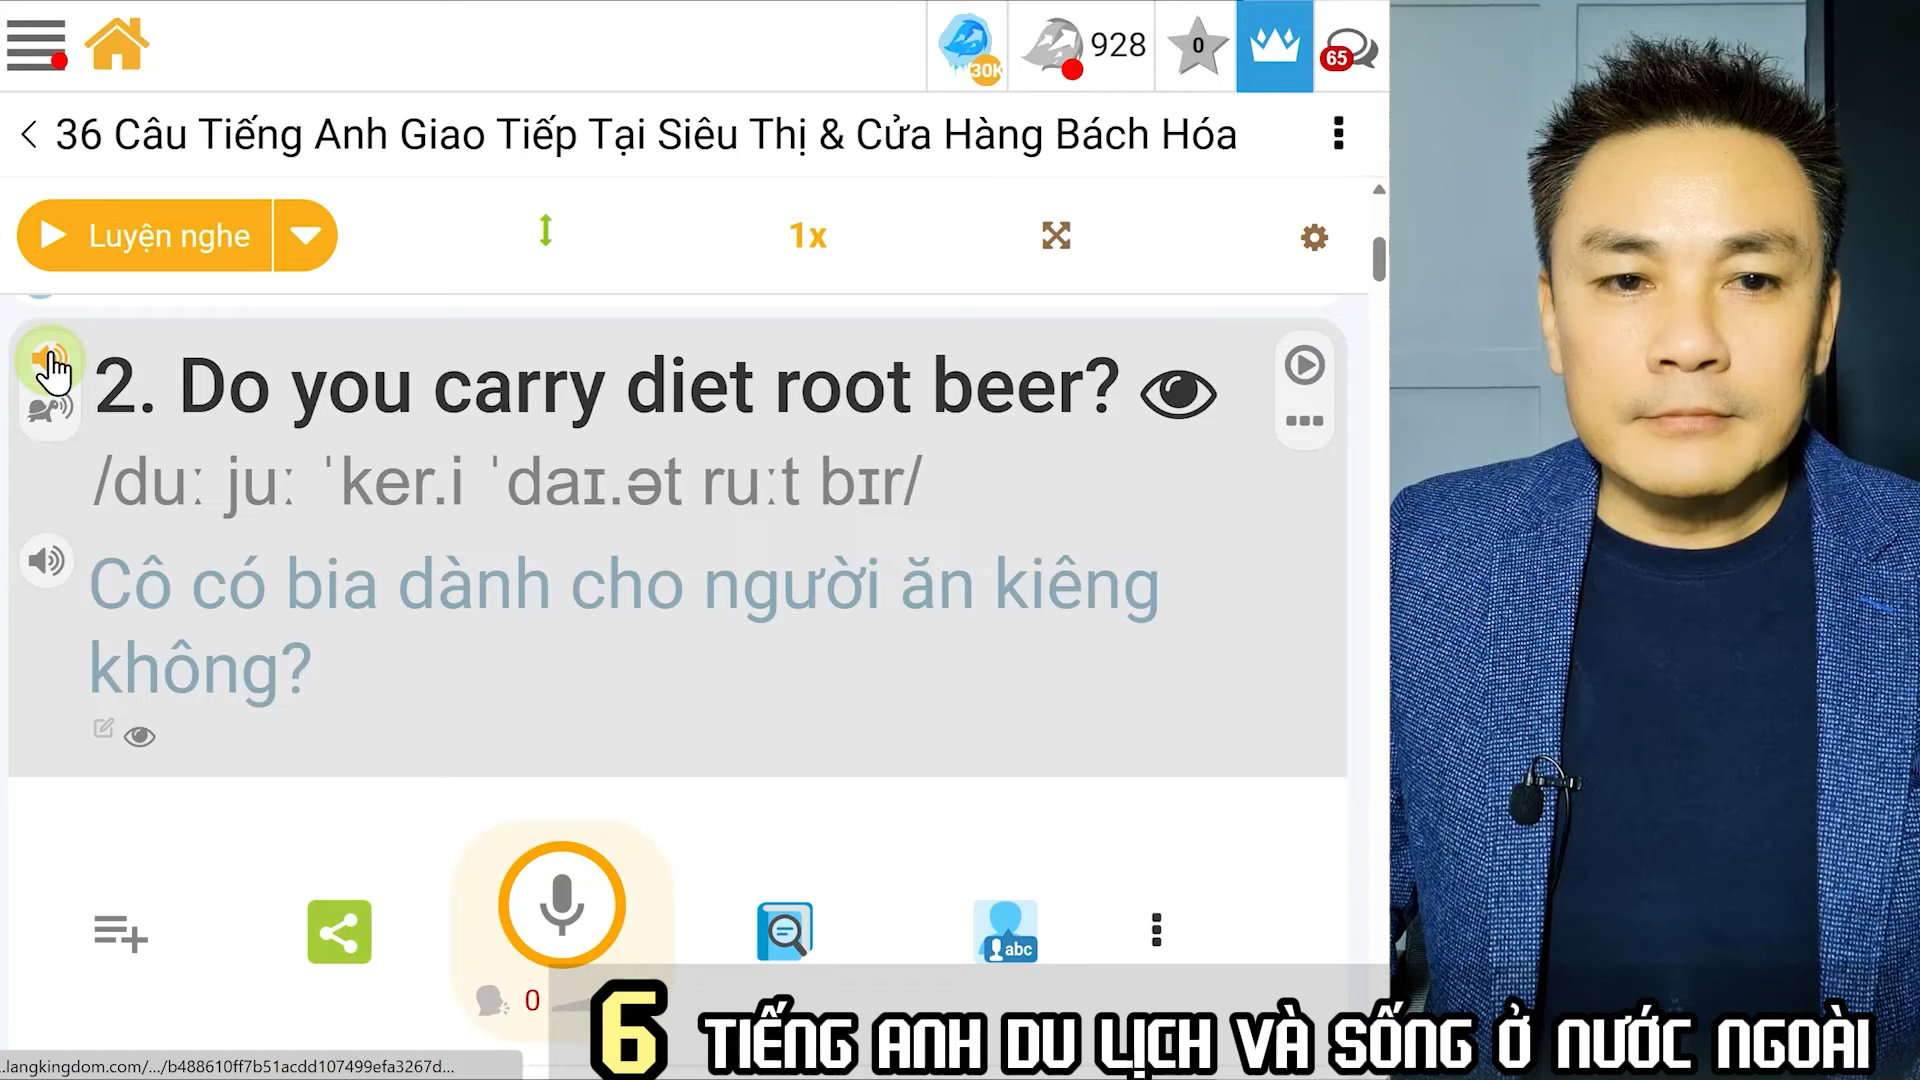 30K
928
0
65
36 Câu Tiếng Anh Giao Tiếp Tại Siêu Thị & Cửa Hàng Bách Hóa
Luyện nghe
1x
2. Do you carry diet root beer?
/duː juː ˈker.i ˈdaɪ.ət ruːt bɪr/
Cô có bia dành cho người ăn kiêng
không?
abc
0
6 TIẾNG ANH DU LỊCH VÀ SỐNG Ở NƯỚC NGOÀI
.langkingdom.com/.../b488610ff7b51acdd107499efa3267d...